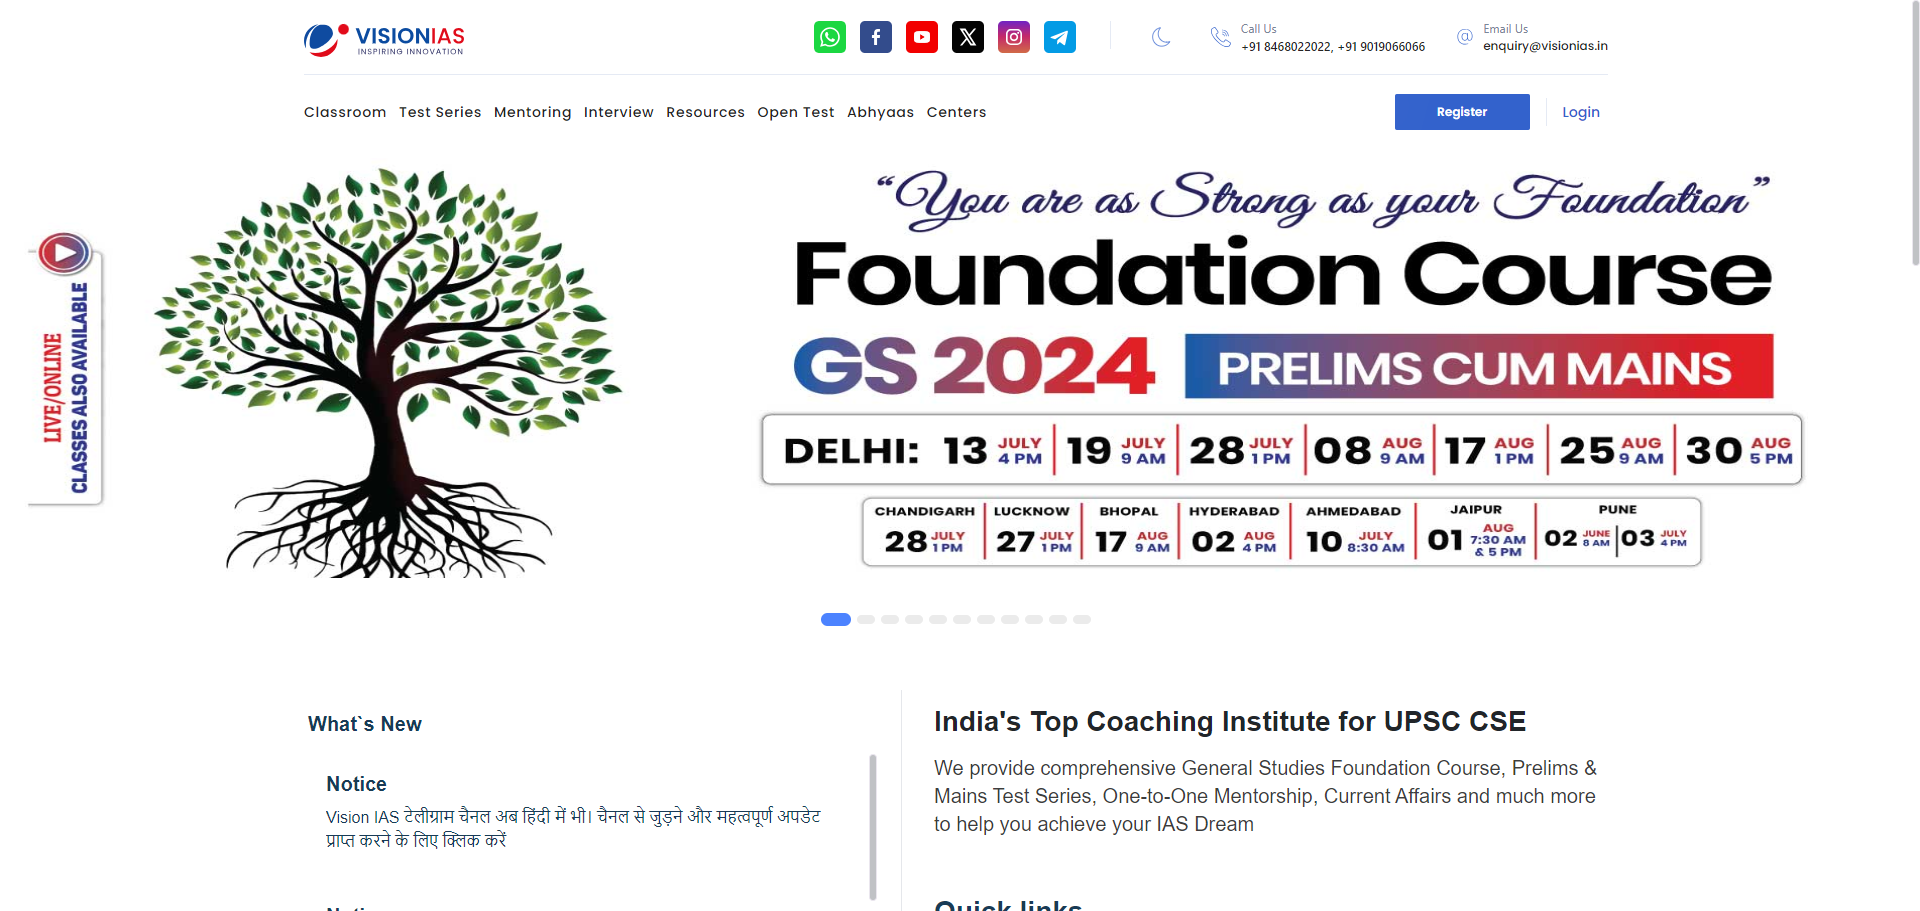 VISIONIAS
INSPIRING INNOVATION
Call Us
+91 8468022022, +91 9019066066
Email Us
enquiry@visionias.in
Classroom Test Series Mentoring Interview Resources Open Test Abhyaas Centers
Register
Login
LIVE/ONLINE
CLASSES ALSO AVAILABLE
“You are as Strong as your Foundation”
Foundation Course
GS 2024 PRELIMS CUM MAINS
DELHI: 13 JULY 4 PM 19 JULY 9 AM 28 JULY 1 PM 08 AUG 9 AM 17 AUG 1 PM 25 AUG 9 AM 30 AUG 5 PM
CHANDIGARH 28 JULY 1 PM
LUCKNOW 27 JULY 1 PM
BHOPAL 17 AUG 9 AM
HYDERABAD 02 AUG 4 PM
AHMEDABAD 10 JULY 8:30 AM
JAIPUR 01 AUG 7:30 AM & 5 PM
PUNE 02 JUNE 8 AM 03 JULY 4 PM
What`s New
Notice
Vision IAS टेलीग्राम चैनल अब हिंदी में भी। चैनल से जुड़ने और महत्वपूर्ण अपडेट
प्राप्त करने के लिए क्लिक करें
India's Top Coaching Institute for UPSC CSE
We provide comprehensive General Studies Foundation Course, Prelims &
Mains Test Series, One-to-One Mentorship, Current Affairs and much more
to help you achieve your IAS Dream
Quick links